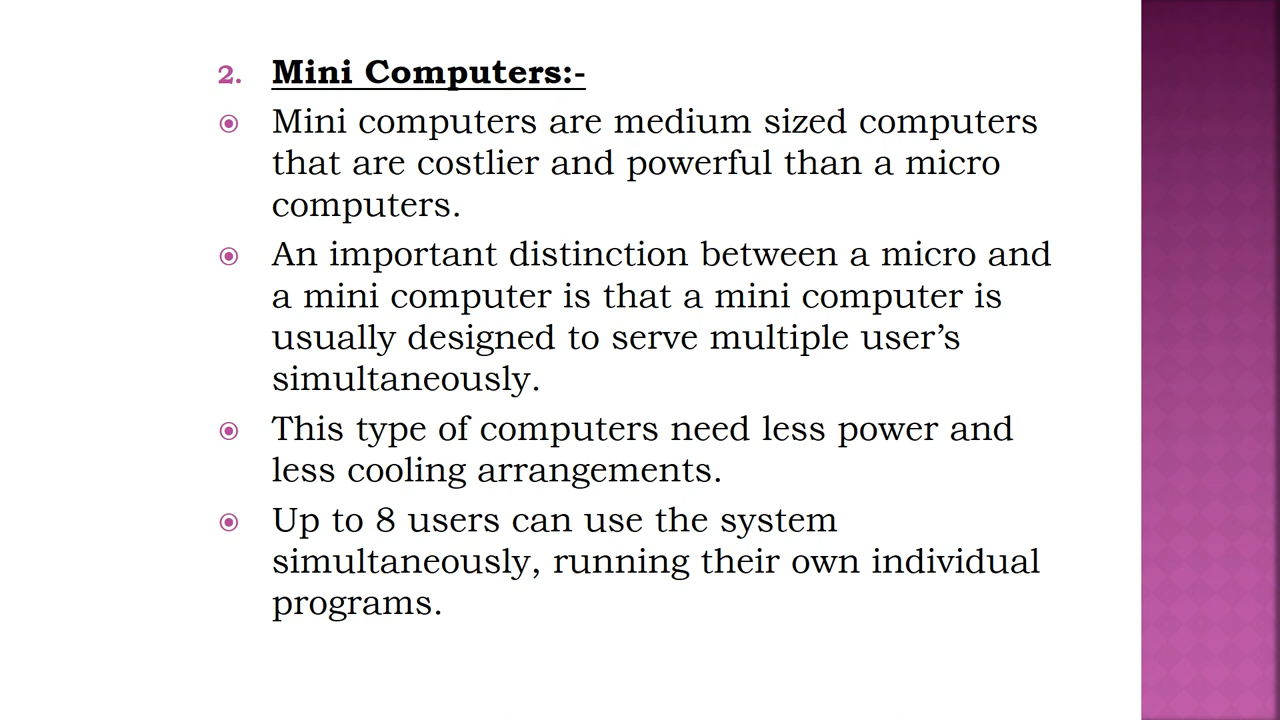 2. Mini Computers:-
Mini computers are medium sized computers
that are costlier and powerful than a micro
computers.
An important distinction between a micro and
a mini computer is that a mini computer is
usually designed to serve multiple user’s
simultaneously.
This type of computers need less power and
less cooling arrangements.
Up to 8 users can use the system
simultaneously, running their own individual
programs.